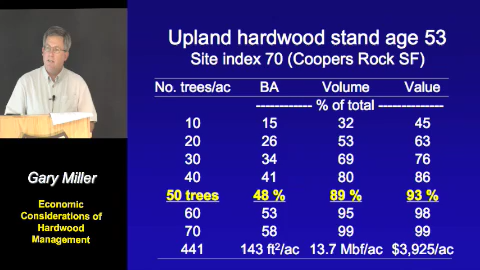 Upland hardwood stand age 53
Site index 70 (Coopers Rock SF)
No. trees/ac BA Volume Value
------------ % of total --------------
10 15 32 45
20 26 53 63
30 34 69 76
40 41 80 86
50 trees 48 % 89 % 93 %
60 53 95 98
70 58 99 99
441 143 ft²/ac 13.7 Mbf/ac $3,925/ac
Gary Miller
Economic
Considerations of
Hardwood
Management